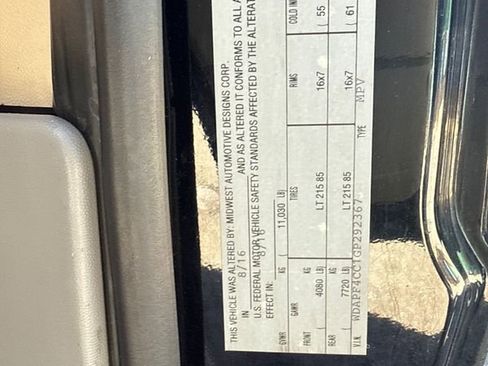 THIS VEHICLE WAS ALTERED BY: MIDWEST AUTOMOTIVE DESIGNS CORP.
8/16 AND AS ALTERED IT CONFORMS TO ALL A
U.S. FEDERAL MOTOR VEHICLE SAFETY STANDARDS AFFECTED BY THE ALTERAT
EFFECT IN:
GVWR KG ( 11,030 LB)
GAWR TIRES RIMS COLD IN
FRONT KG ( 4080 LB) LT 215 85 16x7 ( 55
REAR KG ( 7720 LB) LT 215 85 16x7 ( 61
V.I.N. WDAPF4CC1GP292367 TYPE MPV